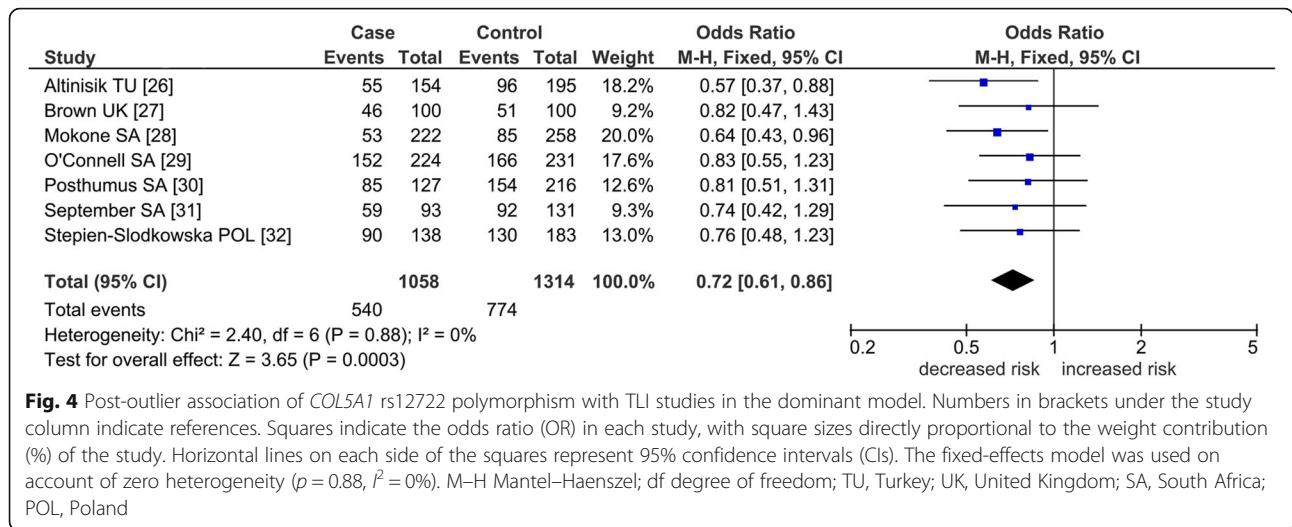 Case Control Odds Ratio Odds Ratio
Study Events Total Events Total Weight M-H, Fixed, 95% CI M-H, Fixed, 95% CI
Altinisik TU [26] 55 154 96 195 18.2% 0.57 [0.37, 0.88]
Brown UK [27] 46 100 51 100 9.2% 0.82 [0.47, 1.43]
Mokone SA [28] 53 222 85 258 20.0% 0.64 [0.43, 0.96]
O'Connell SA [29] 152 224 166 231 17.6% 0.83 [0.55, 1.23]
Posthumus SA [30] 85 127 154 216 12.6% 0.81 [0.51, 1.31]
September SA [31] 59 93 92 131 9.3% 0.74 [0.42, 1.29]
Stepien-Slodkowska POL [32] 90 138 130 183 13.0% 0.76 [0.48, 1.23]
Total (95% CI) 1058 1314 100.0% 0.72 [0.61, 0.86]
Total events 540 774
Heterogeneity: Chi² = 2.40, df = 6 (P = 0.88); I² = 0%
Test for overall effect: Z = 3.65 (P = 0.0003)
0.2 0.5 1 2 5
decreased risk increased risk
Fig. 4 Post-outlier association of COL5A1 rs12722 polymorphism with TLI studies in the dominant model. Numbers in brackets under the study
column indicate references. Squares indicate the odds ratio (OR) in each study, with square sizes directly proportional to the weight contribution
(%) of the study. Horizontal lines on each side of the squares represent 95% confidence intervals (CIs). The fixed-effects model was used on
account of zero heterogeneity (p = 0.88, I² = 0%). M–H Mantel–Haenszel; df degree of freedom; TU, Turkey; UK, United Kingdom; SA, South Africa;
POL, Poland